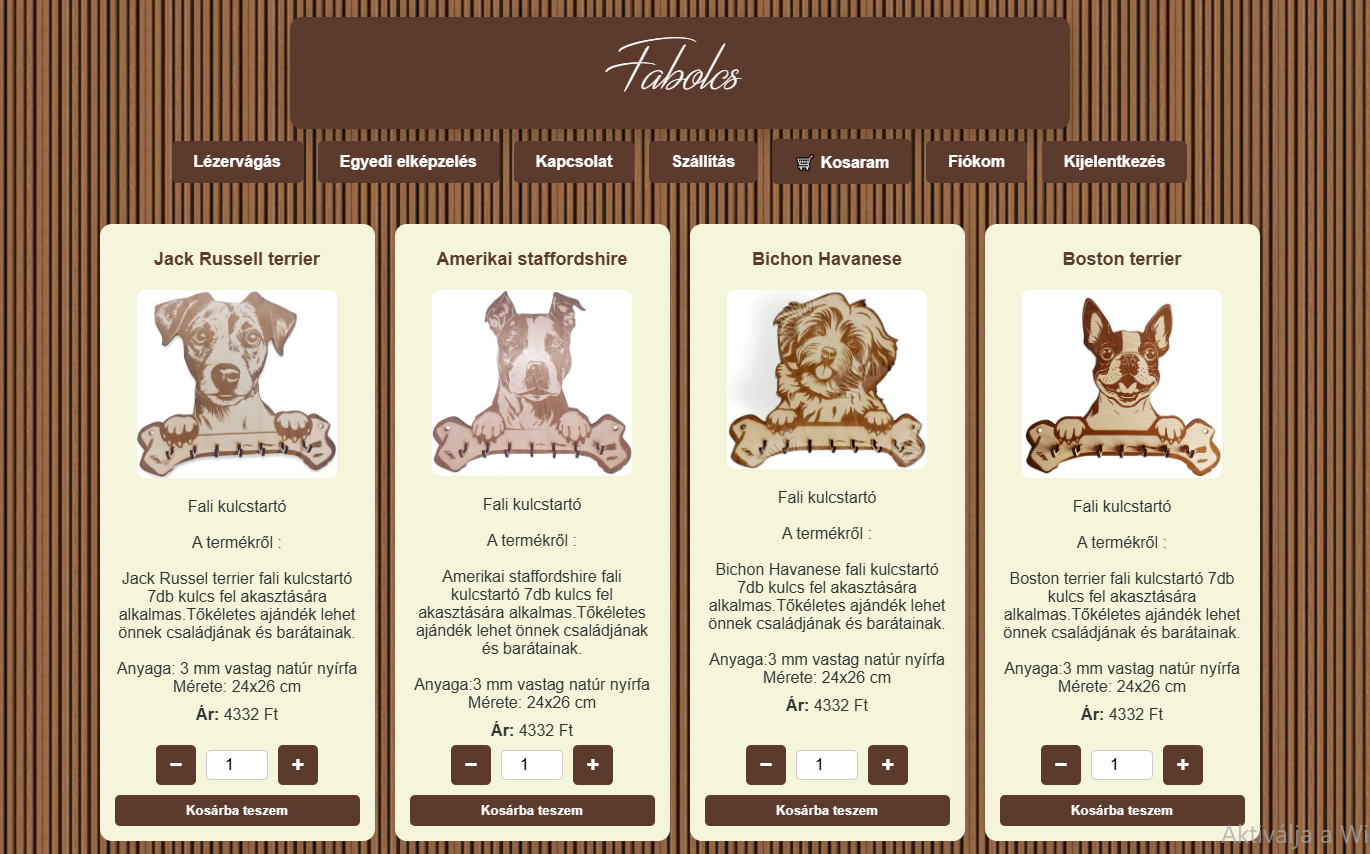 Fabolcs
Lézervágás
Egyedi elképzelés
Kapcsolat
Szállítás
Kosaram
Fiókom
Kijelentkezés
Jack Russell terrier
Fali kulcstartó
A termékről :
Jack Russel terrier fali kulcstartó
7db kulcs fel akasztására
alkalmas.Tőkéletes ajándék lehet
önnek családjának és barátainak.
Anyaga: 3 mm vastag natúr nyírfa
Mérete: 24x26 cm
Ár: 4332 Ft
− 1 +
Kosárba teszem
Amerikai staffordshire
Fali kulcstartó
A termékről :
Amerikai staffordshire fali
kulcstartó 7db kulcs fel
akasztására alkalmas.Tőkéletes
ajándék lehet önnek családjának
és barátainak.
Anyaga:3 mm vastag natúr nyírfa
Mérete: 24x26 cm
Ár: 4332 Ft
− 1 +
Kosárba teszem
Bichon Havanese
Fali kulcstartó
A termékről :
Bichon Havanese fali kulcstartó
7db kulcs fel akasztására
alkalmas.Tőkéletes ajándék lehet
önnek családjának és barátainak.
Anyaga:3 mm vastag natúr nyírfa
Mérete: 24x26 cm
Ár: 4332 Ft
− 1 +
Kosárba teszem
Boston terrier
Fali kulcstartó
A termékről :
Boston terrier fali kulcstartó 7db
kulcs fel akasztására
alkalmas.Tőkéletes ajándék lehet
önnek családjának és barátainak.
Anyaga:3 mm vastag natúr nyírfa
Mérete: 24x26 cm
Ár: 4332 Ft
− 1 +
Kosárba teszem
Aktiválja a Wi